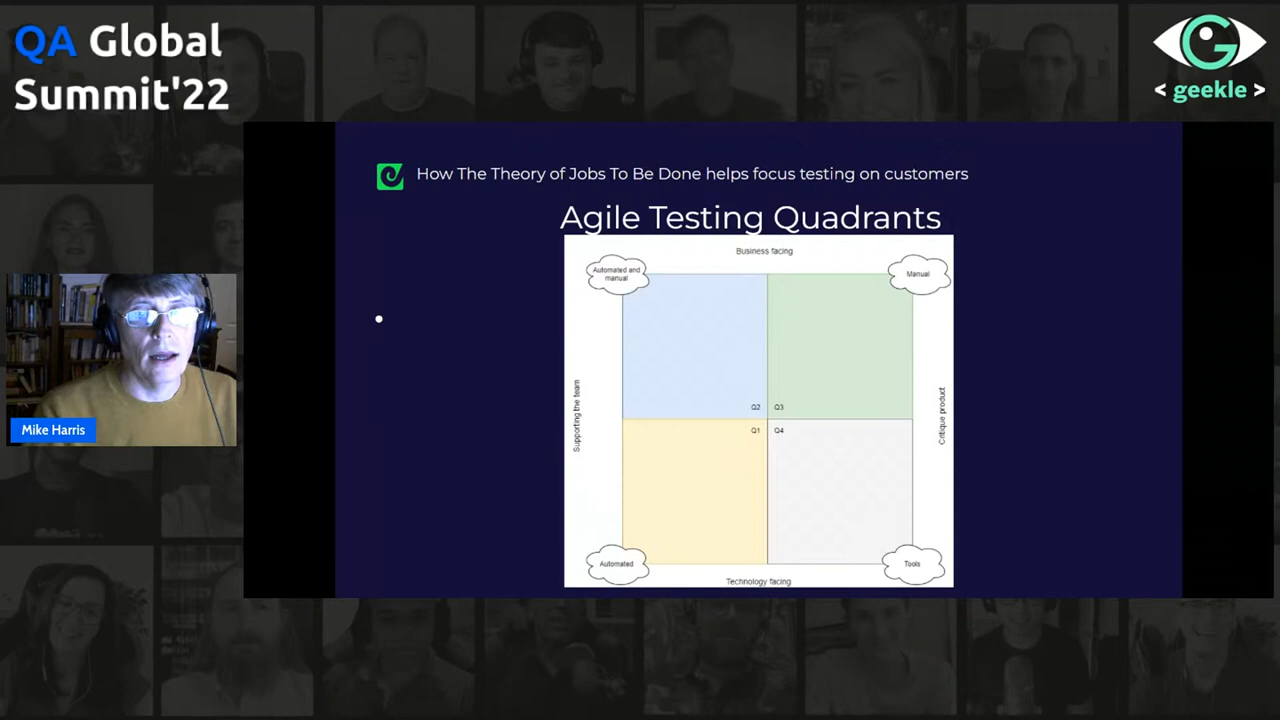 QA Global
Summit'22
G
< geekle >
How The Theory of Jobs To Be Done helps focus testing on customers
Agile Testing Quadrants
Business facing
Automated and
manual
Manual
Supporting the team
Critique product
Q2
Q3
Q1
Q4
Automated
Tools
Technology facing
Mike Harris